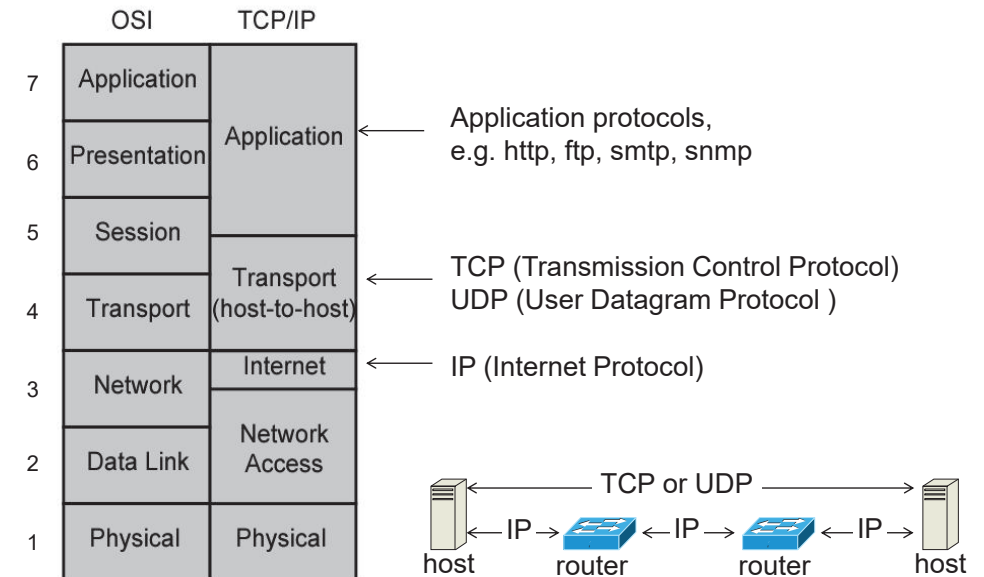 OSI TCP/IP
7 Application
Application
Application protocols,
e.g. http, ftp, smtp, snmp
6 Presentation
5 Session
Transport
(host-to-host)
TCP (Transmission Control Protocol)
UDP (User Datagram Protocol )
4 Transport
Internet
IP (Internet Protocol)
3 Network
Network
Access
2 Data Link
1 Physical Physical
TCP or UDP
IP IP IP
host router router host